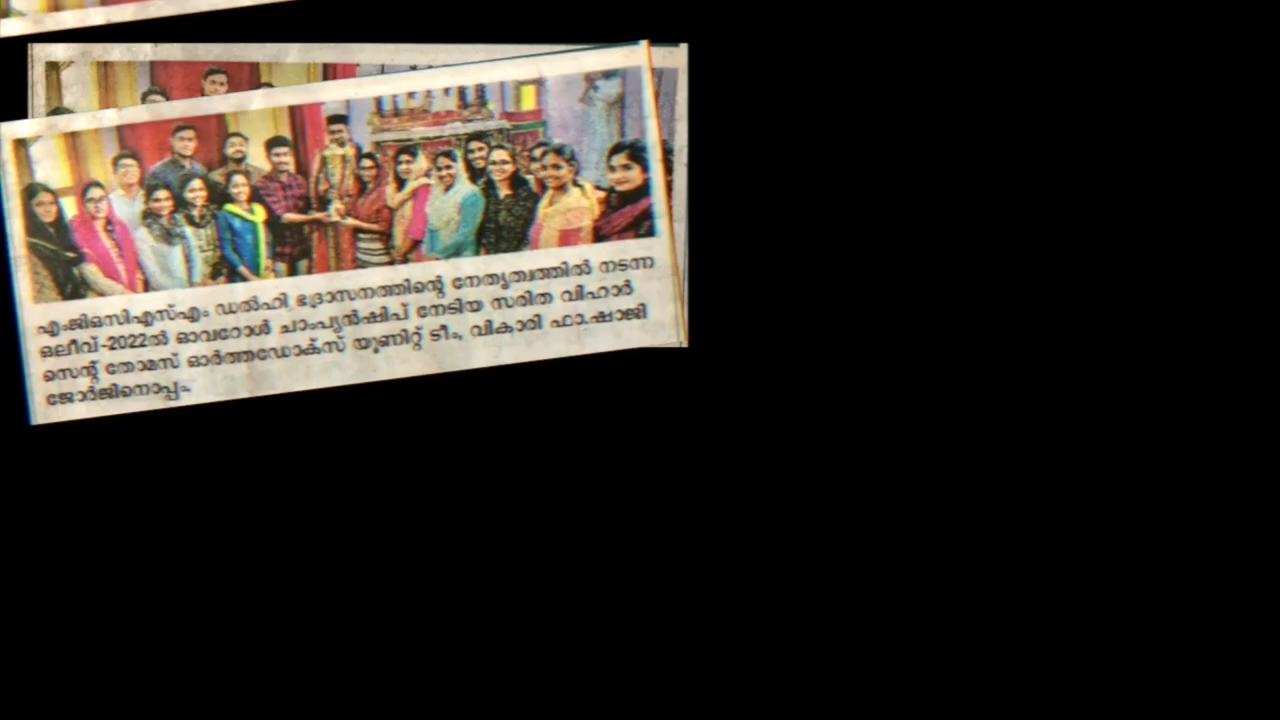 എംജിഒസിഎസ്എം ഡൽഹി ഭദ്രാസനത്തിന്റെ നേതൃത്വത്തിൽ നടന്ന
ഒലീവ്-2022ൽ ഓവറോൾ ചാംപ്യൻഷിപ് നേടിയ സരിത വിഹാർ
സെന്റ് തോമസ് ഓർത്തഡോക്സ് യൂണിറ്റ് ടീം, വികാരി ഫാ.ഷാജി
ജോർജിനൊപ്പം.